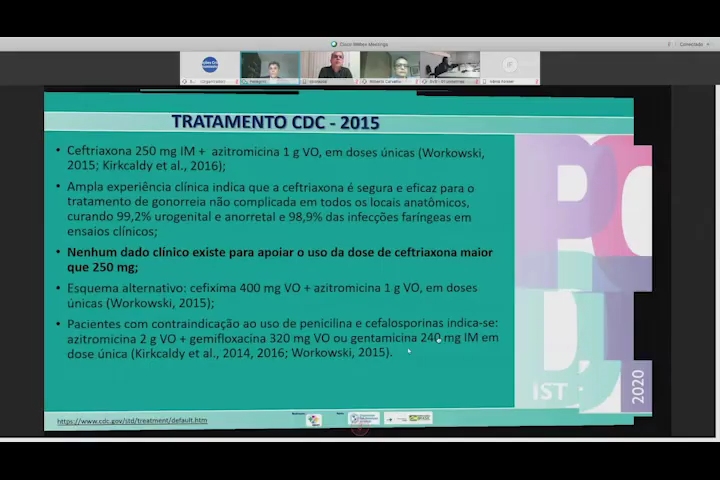 Cisco Webex Meetings
Conectado
TRATAMENTO CDC - 2015
• Ceftriaxona 250 mg IM + azitromicina 1 g VO, em doses únicas (Workowski,
2015; Kirkcaldy et al., 2016);
• Ampla experiência clínica indica que a ceftriaxona é segura e eficaz para o
tratamento de gonorreia não complicada em todos os locais anatômicos,
curando 99,2% urogenital e anorretal e 98,9% das infecções faríngeas em
ensaios clínicos;
• Nenhum dado clínico existe para apoiar o uso da dose de ceftriaxona maior
que 250 mg;
• Esquema alternativo: cefixima 400 mg VO + azitromicina 1 g VO, em doses
únicas (Workowski, 2015);
• Pacientes com contraindicação ao uso de penicilina e cefalosporinas indica-se:
azitromicina 2 g VO + gemifloxacina 320 mg VO ou gentamicina 240 mg IM em
dose única (Kirkcaldy et al., 2014, 2016; Workowski, 2015).
PC
DT
IST
2020
https://www.cdc.gov/std/treatment/default.htm